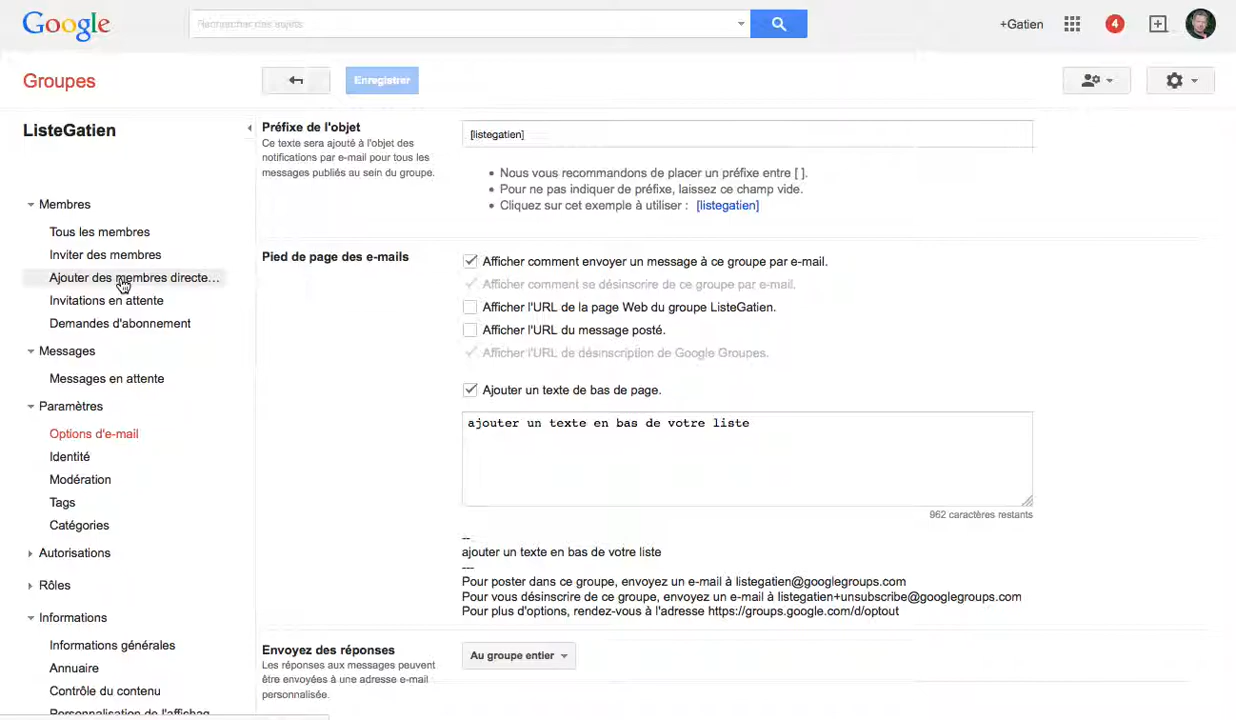 Google
Rechercher des sujets
+Gatien
4
Groupes
Enregistrer
ListeGatien
Membres
Tous les membres
Inviter des membres
Ajouter des membres directe...
Invitations en attente
Demandes d'abonnement
Messages
Messages en attente
Paramètres
Options d'e-mail
Identité
Modération
Tags
Catégories
Autorisations
Rôles
Informations
Informations générales
Annuaire
Contrôle du contenu
Personnalisation de l'affichag
Préfixe de l'objet
Ce texte sera ajouté à l'objet des
notifications par e-mail pour tous les
messages publiés au sein du groupe.
[listegatien]
Nous vous recommandons de placer un préfixe entre [ ].
Pour ne pas indiquer de préfixe, laissez ce champ vide.
Cliquez sur cet exemple à utiliser : [listegatien]
Pied de page des e-mails
Afficher comment envoyer un message à ce groupe par e-mail.
Afficher comment se désinscrire de ce groupe par e-mail.
Afficher l'URL de la page Web du groupe ListeGatien.
Afficher l'URL du message posté.
Afficher l'URL de désinscription de Google Groupes.
Ajouter un texte de bas de page.
ajouter un texte en bas de votre liste
962 caractères restants
--
ajouter un texte en bas de votre liste
---
Pour poster dans ce groupe, envoyez un e-mail à listegatien@googlegroups.com
Pour vous désinscrire de ce groupe, envoyez un e-mail à listegatien+unsubscribe@googlegroups.com
Pour plus d'options, rendez-vous à l'adresse https://groups.google.com/d/optout
Envoyez des réponses
Les réponses aux messages peuvent
être envoyées à une adresse e-mail
personnalisée.
Au groupe entier